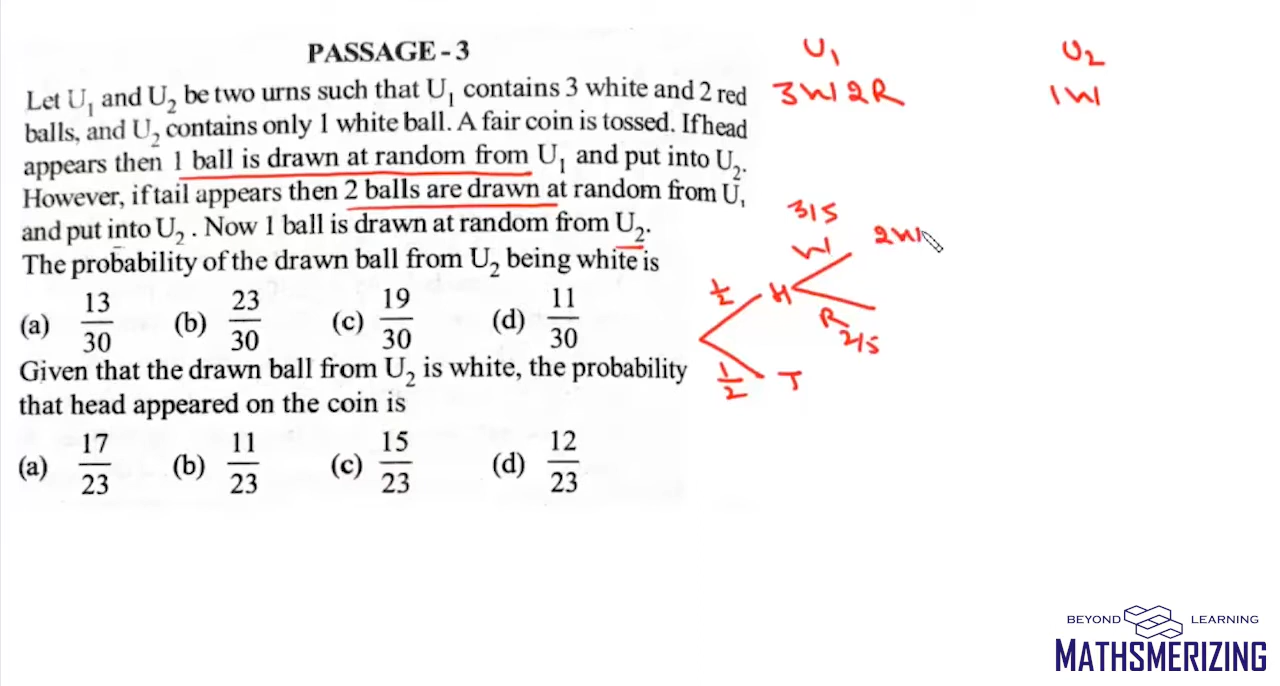 PASSAGE - 3
Let U₁ and U₂ be two urns such that U₁ contains 3 white and 2 red
balls, and U₂ contains only 1 white ball. A fair coin is tossed. If head
appears then 1 ball is drawn at random from U₁ and put into U₂.
However, if tail appears then 2 balls are drawn at random from U₁
and put into U₂ . Now 1 ball is drawn at random from U₂.
The probability of the drawn ball from U₂ being white is
(a) 13/30 (b) 23/30 (c) 19/30 (d) 11/30
Given that the drawn ball from U₂ is white, the probability
that head appeared on the coin is
(a) 17/23 (b) 11/23 (c) 15/23 (d) 12/23
U₁ U₂
3W 2R 1W
3/5
W 2W
1/2 H
R
2/5
1/2 T
BEYOND LEARNING
MATHSMERIZING